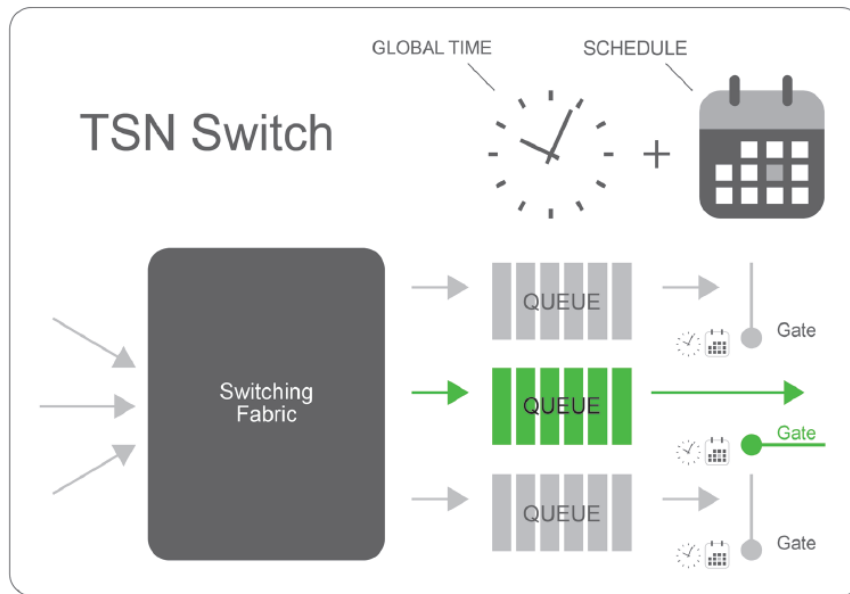 GLOBAL TIME
SCHEDULE
TSN Switch
Switching
Fabric
QUEUE
Gate
QUEUE
Gate
QUEUE
Gate